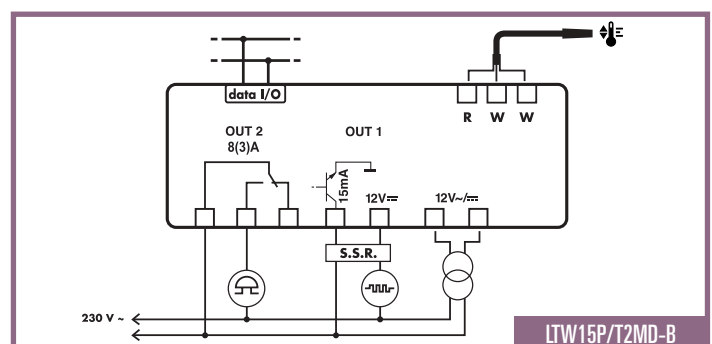 data I/O
R W W
OUT 2 OUT 1
8(3)A
15mA
12V⎓ 12V~/⎓
S.S.R.
230 V ~
LTW15P/T2MD-B